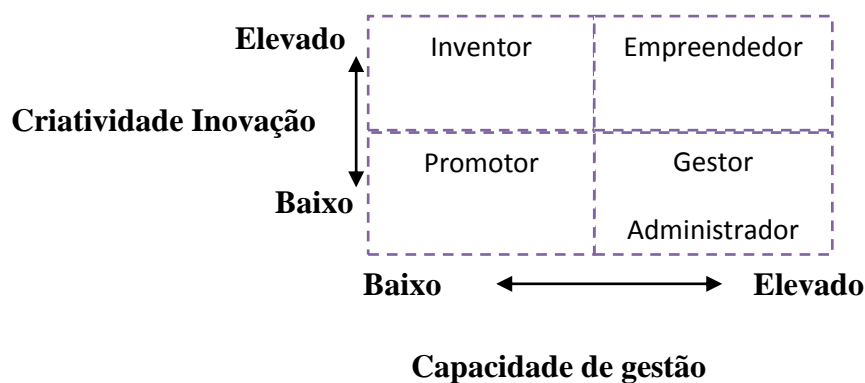 Elevado
Inventor
Empreendedor
Criatividade Inovação
Promotor
Gestor
Baixo
Administrador
Baixo
Elevado
Capacidade de gestão